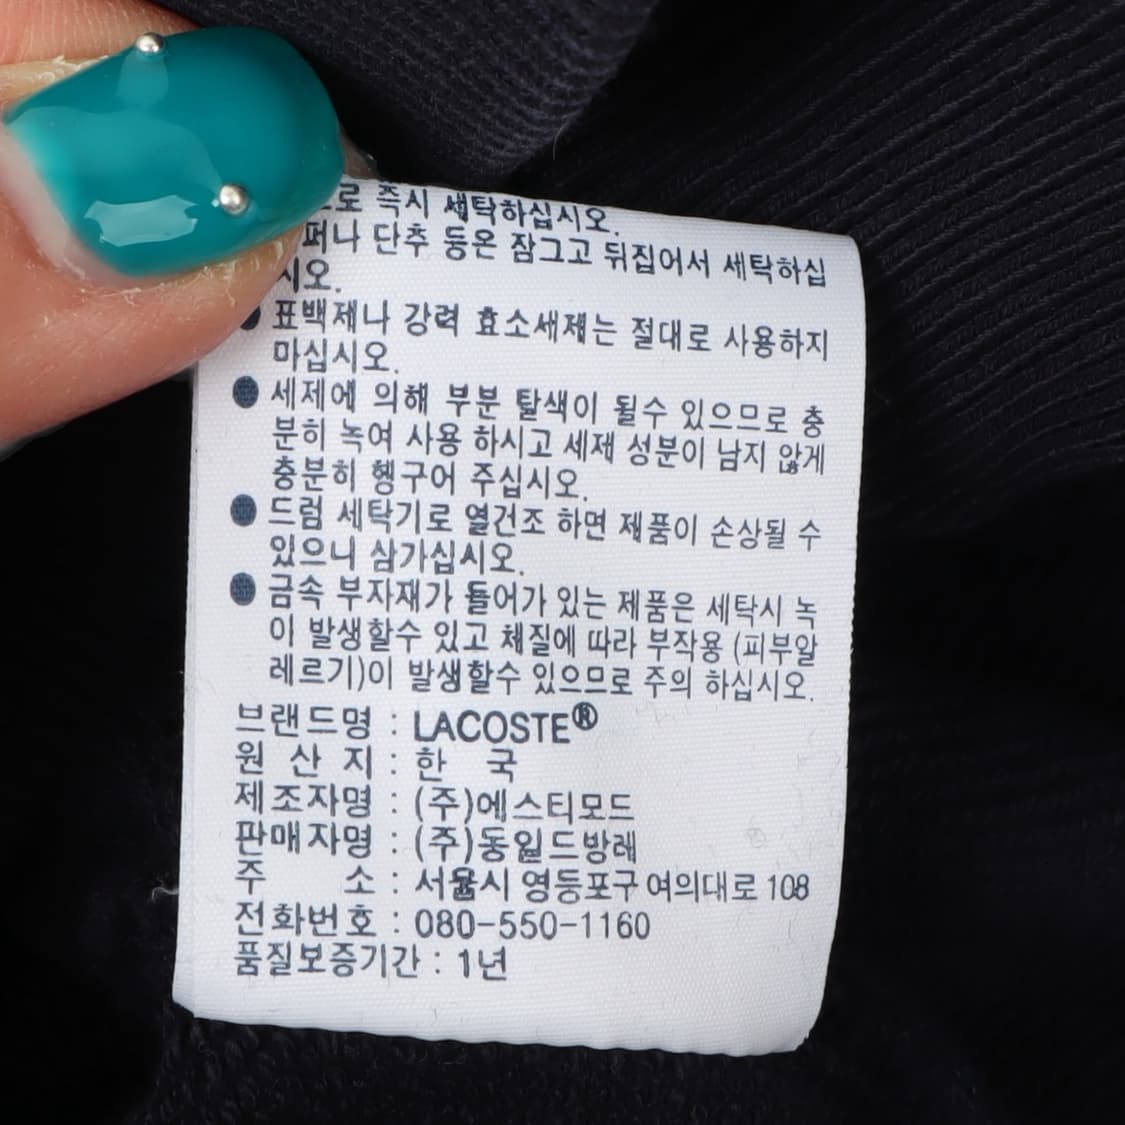 로 즉시 세탁하십시오.
퍼나 단추 등은 잠그고 뒤집어서 세탁하십
시오.
● 표백제나 강력 효소세제는 절대로 사용하지
마십시오.
● 세제에 의해 부분 탈색이 될수 있으므로 충
분히 녹여 사용 하시고 세제 성분이 남지 않게
충분히 헹구어 주십시오.
● 드럼 세탁기로 열건조 하면 제품이 손상될 수
있으니 삼가십시오.
● 금속 부자재가 들어가 있는 제품은 세탁시 녹
이 발생할수 있고 체질에 따라 부작용 (피부알
레르기)이 발생할수 있으므로 주의 하십시오.
브랜드명 : LACOSTE®
원 산 지 : 한 국
제조자명 : (주)에스티모드
판매자명 : (주)동일드방레
주 소 : 서울시 영등포구 여의대로 108
전화번호 : 080-550-1160
품질보증기간 : 1년